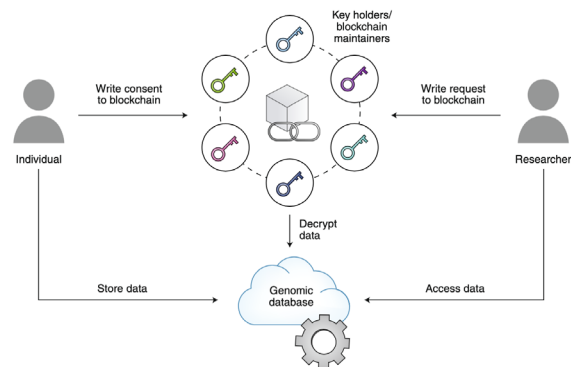 Key holders/
blockchain
maintainers
Write consent
to blockchain
Write request
to blockchain
Individual
Researcher
Decrypt
data
Store data
Genomic
database
Access data